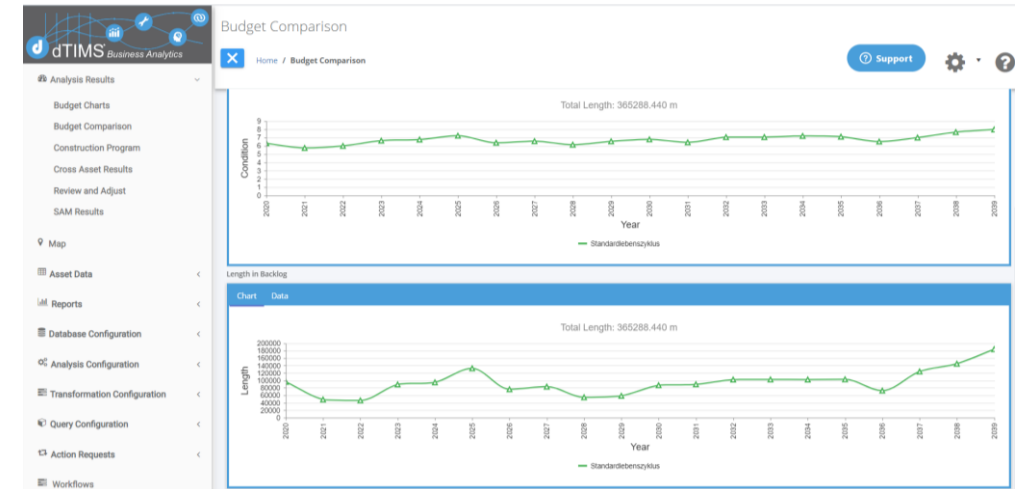 dTIMS Business Analytics
Analysis Results
Budget Charts
Budget Comparison
Construction Program
Cross Asset Results
Review and Adjust
SAM Results
Map
Asset Data
Reports
Database Configuration
Analysis Configuration
Transformation Configuration
Query Configuration
Action Requests
Workflows
Budget Comparison
Home / Budget Comparison
Support
Total Length: 365288.440 m
Condition
9
8
7
6
5
4
3
2
1
0
2020 2021 2022 2023 2024 2025 2026 2027 2028 2029 2030 2031 2032 2033 2034 2035 2036 2037 2038 2039
Year
Standardlebenszyklus
Length in Backlog
Chart Data
Total Length: 365288.440 m
Length
200000
180000
160000
140000
120000
100000
80000
60000
40000
20000
0
2020 2021 2022 2023 2024 2025 2026 2027 2028 2029 2030 2031 2032 2033 2034 2035 2036 2037 2038 2039
Year
Standardlebenszyklus